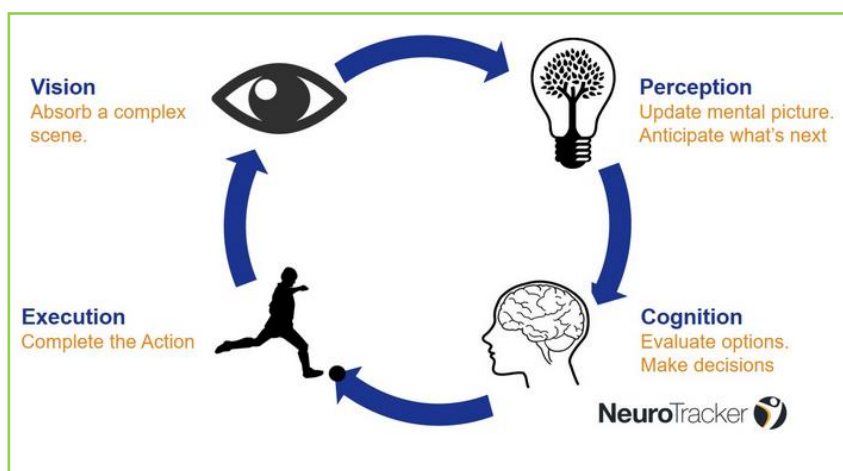 Vision
Absorb a complex
scene.
Perception
Update mental picture.
Anticipate what's next
Execution
Complete the Action
Cognition
Evaluate options.
Make decisions
NeuroTracker